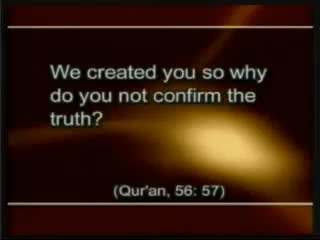 We created you so why
do you not confirm the
truth?
(Qur'an, 56: 57)